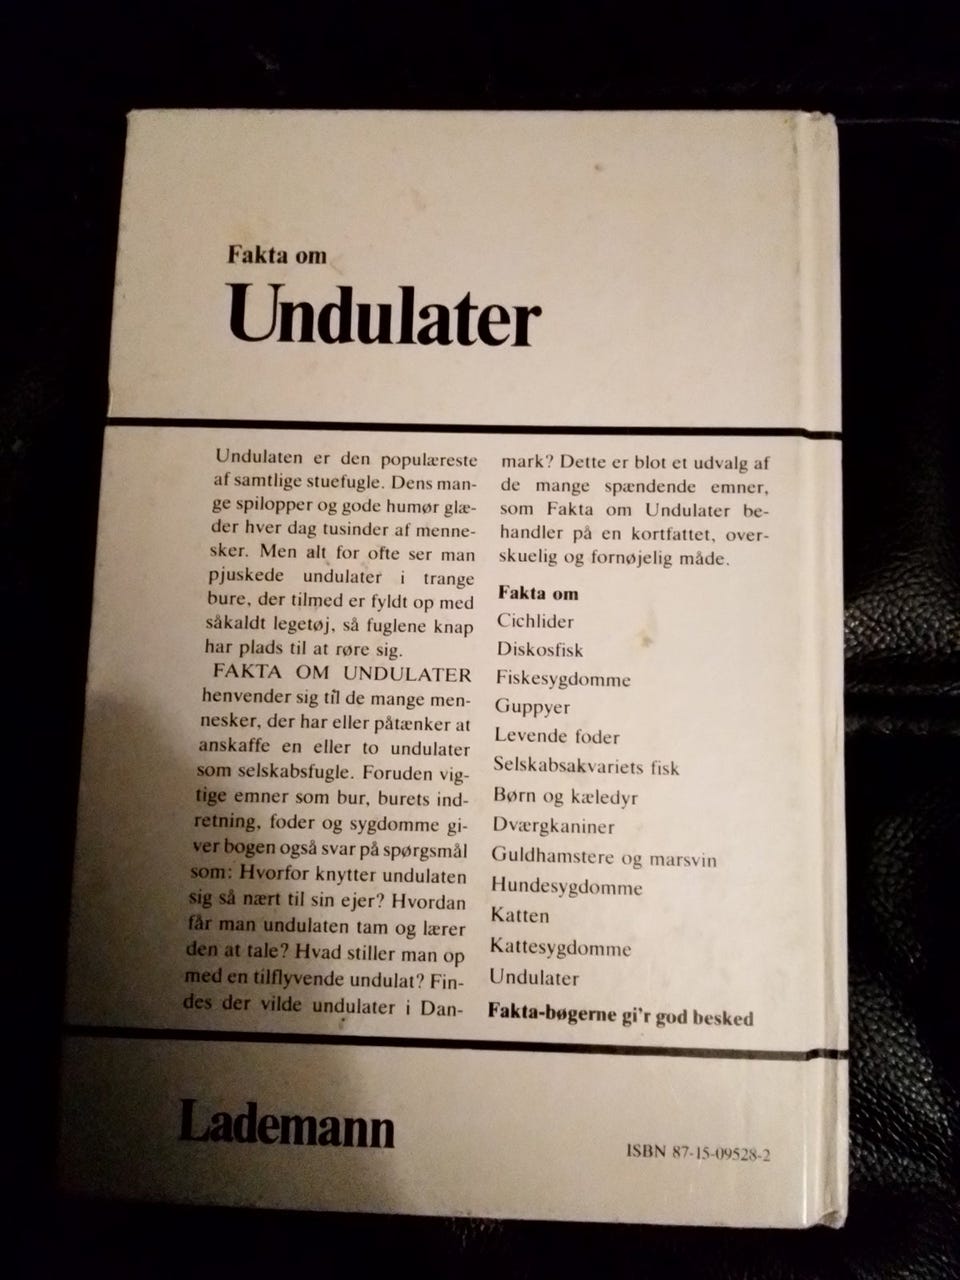 Fakta om
Undulater
Undulaten er den populæreste
af samtlige stuefugle. Dens man-
ge spilopper og gode humør glæ-
der hver dag tusinder af menne-
sker. Men alt for ofte ser man
pjuskede undulater i trange
bure, der tilmed er fyldt op med
såkaldt legetøj, så fuglene knap
har plads til at røre sig.
FAKTA OM UNDULATER
henvender sig til de mange men-
nesker, der har eller påtænker at
anskaffe en eller to undulater
som selskabsfugle. Foruden vig-
tige emner som bur, burets ind-
retning, foder og sygdomme gi-
ver bogen også svar på spørgsmål
som: Hvorfor knytter undulaten
sig så nært til sin ejer? Hvordan
får man undulaten tam og lærer
den at tale? Hvad stiller man op
med en tilflyvende undulat? Fin-
des der vilde undulater i Dan-
mark? Dette er blot et udvalg af
de mange spændende emner,
som Fakta om Undulater be-
handler på en kortfattet, over-
skuelig og fornøjelig måde.
Fakta om
Cichlider
Diskosfisk
Fiskesygdomme
Guppyer
Levende foder
Selskabsakvariets fisk
Børn og kæledyr
Dværgkaniner
Guldhamstere og marsvin
Hundesygdomme
Katten
Kattesygdomme
Undulater
Fakta-bøgerne gi'r god besked
Lademann
ISBN 87-15-09528-2